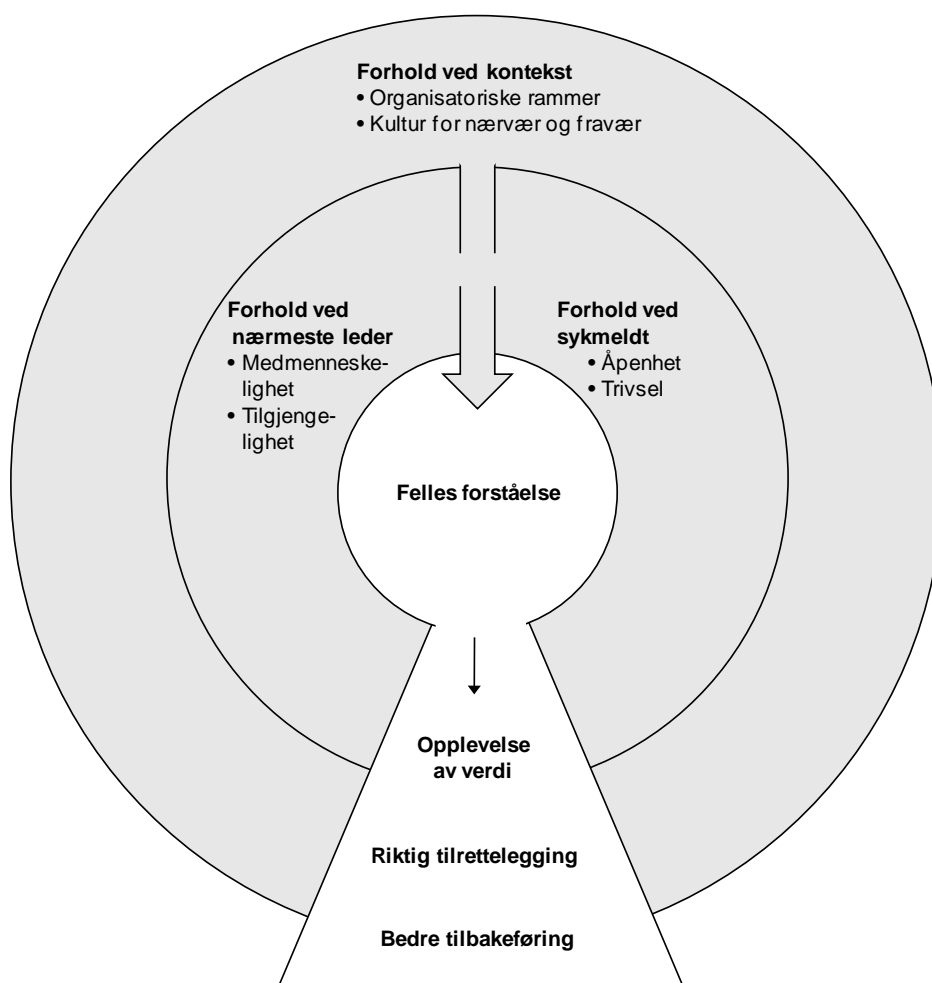 Forhold ved kontekst
• Organisatoriske rammer
• Kultur for nærvær og fravær
Forhold ved
nærmeste leder
• Medmenneske-
lighet
• Tilgjenge-
lighet
Forhold ved
sykmeldt
• Åpenhet
• Trivsel
Felles forståelse
Opplevelse
av verdi
Riktig tilrettelegging
Bedre tilbakeføring